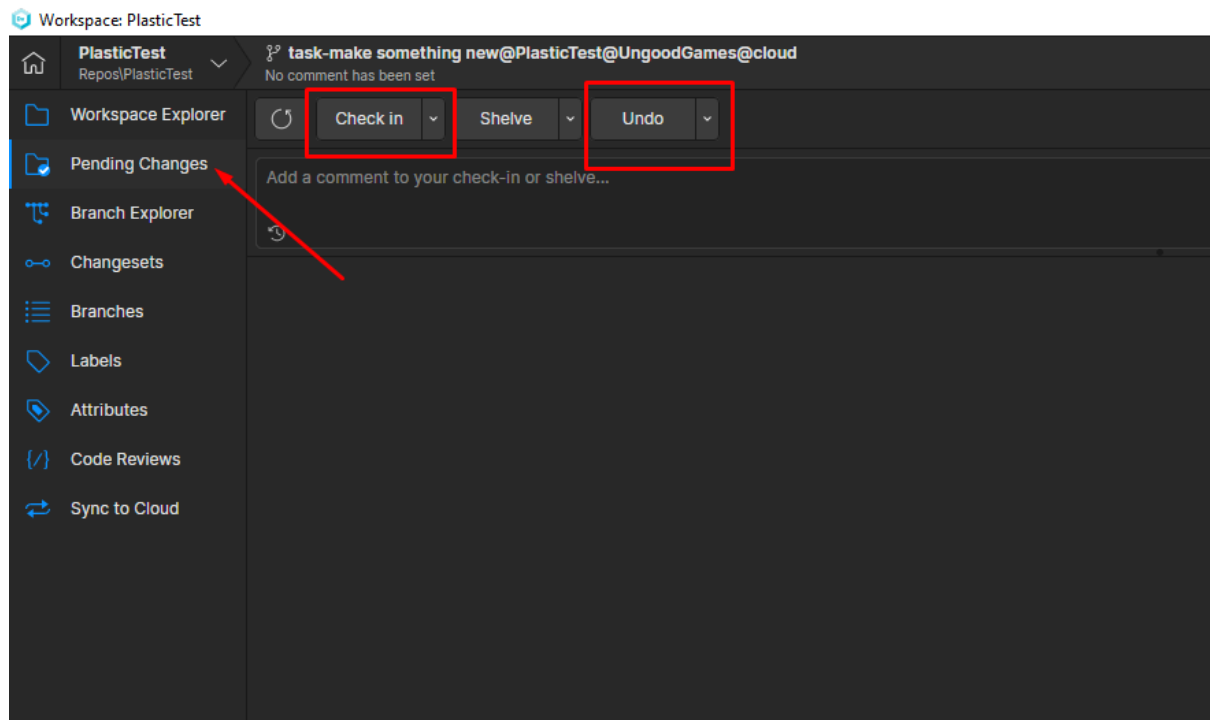 Workspace: PlasticTest
PlasticTest
Repos\PlasticTest
task-make something new@PlasticTest@UngoodGames@cloud
No comment has been set
Workspace Explorer
Check in
Shelve
Undo
Pending Changes
Add a comment to your check-in or shelve...
Branch Explorer
Changesets
Branches
Labels
Attributes
Code Reviews
Sync to Cloud